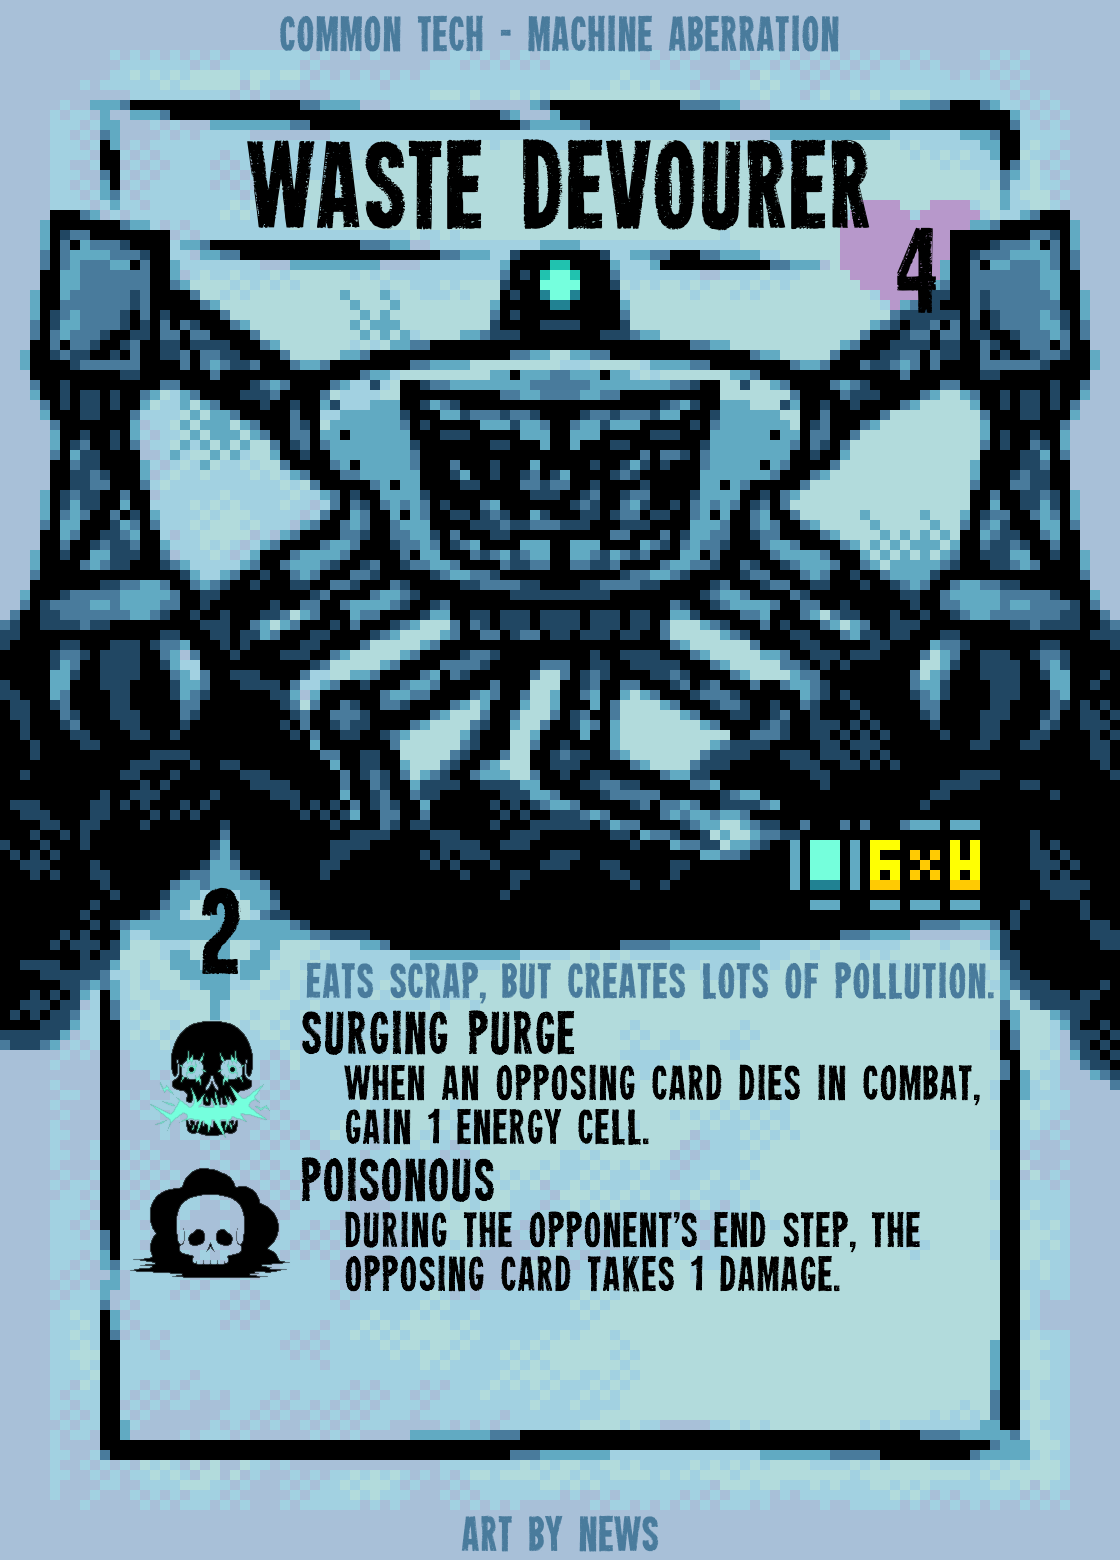 COMMON TECH - MACHINE ABERRATION
WASTE DEVOURER
4
2
EATS SCRAP, BUT CREATES LOTS OF POLLUTION.
SURGING PURGE
WHEN AN OPPOSING CARD DIES IN COMBAT,
GAIN 1 ENERGY CELL.
POISONOUS
DURING THE OPPONENT'S END STEP, THE
OPPOSING CARD TAKES 1 DAMAGE.
ART BY NEWS